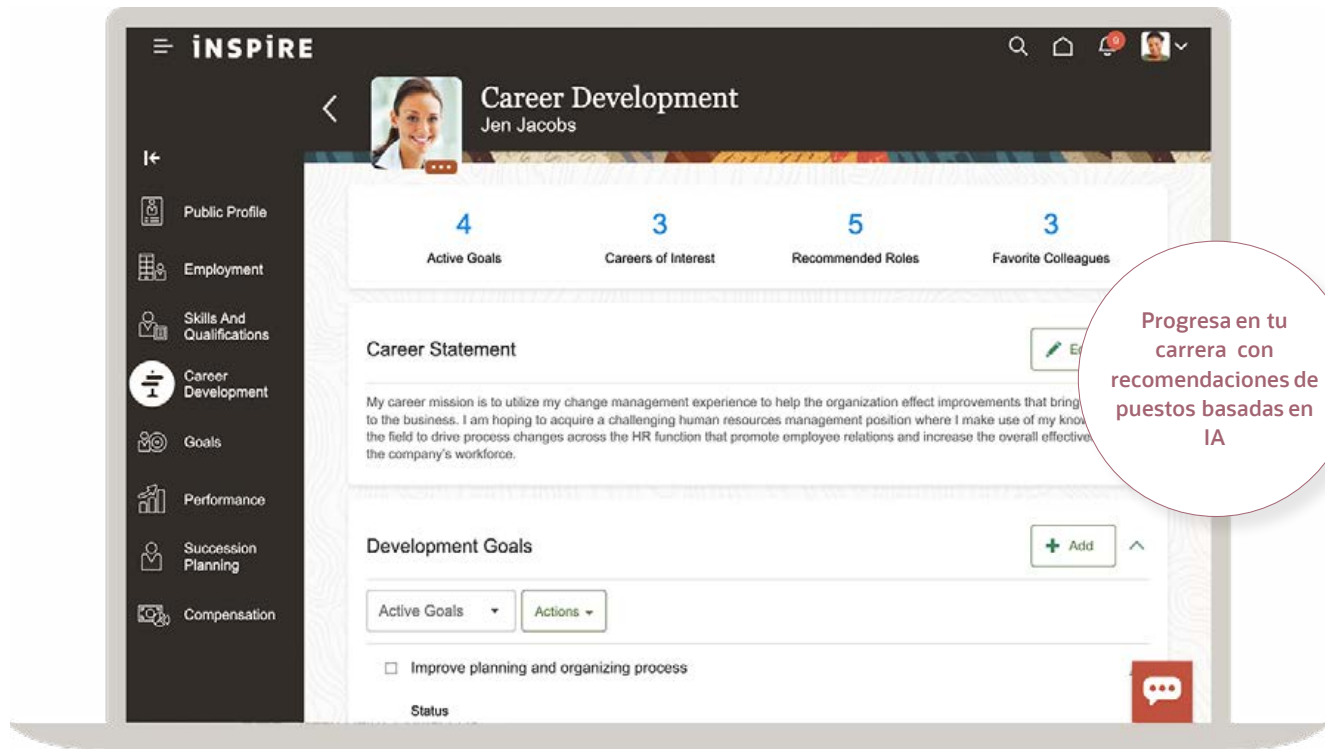 iNSPiRE
9
Career Development
Jen Jacobs
Public Profile
Employment
Skills And
Qualifications
Career
Development
Goals
Performance
Succession
Planning
Compensation
4
Active Goals
3
Careers of Interest
5
Recommended Roles
3
Favorite Colleagues
Career Statement
My career mission is to utilize my change management experience to help the organization effect improvements that bring
to the business. I am hoping to acquire a challenging human resources management position where I make use of my
the field to drive process changes across the HR function that promote employee relations and increase the overall
the company's workforce.
Progresa en tu
carrera con
recomendaciones de
puestos basadas en
IA
Development Goals
Add
Active Goals
Actions
Improve planning and organizing process
Status